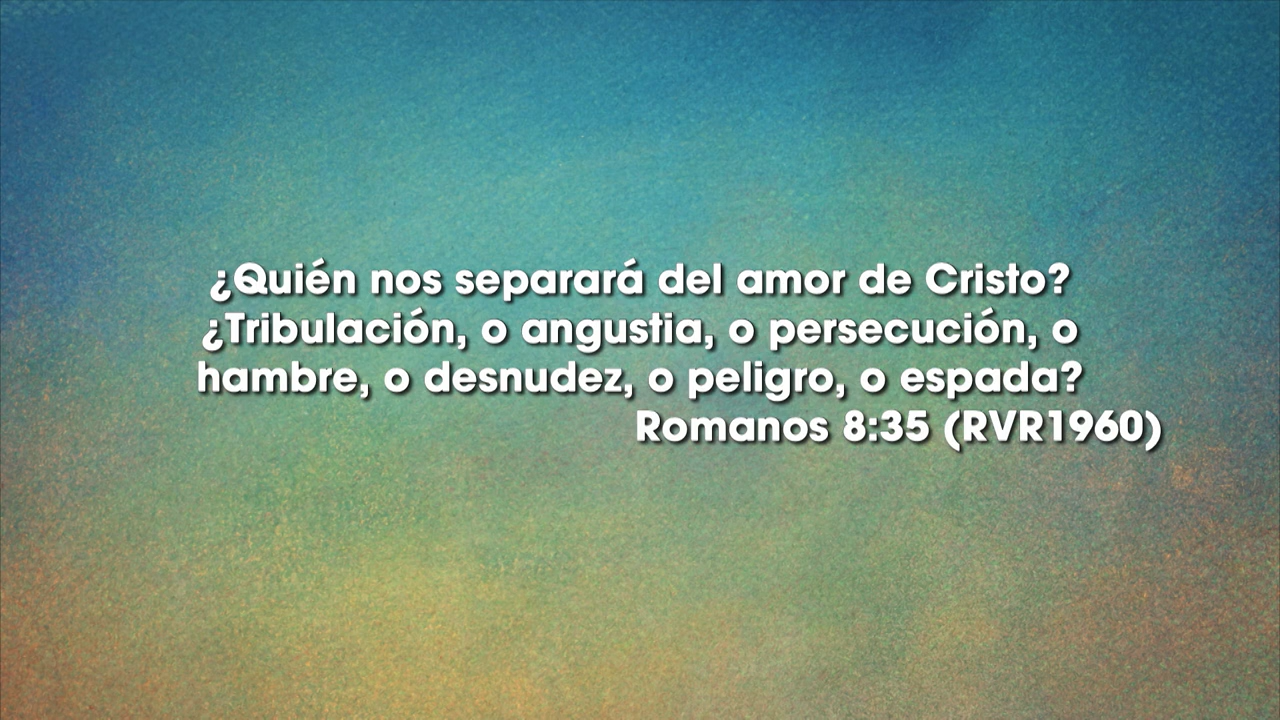 ¿Quién nos separará del amor de Cristo?
¿Tribulación, o angustia, o persecución, o
hambre, o desnudez, o peligro, o espada?
Romanos 8:35 (RVR1960)